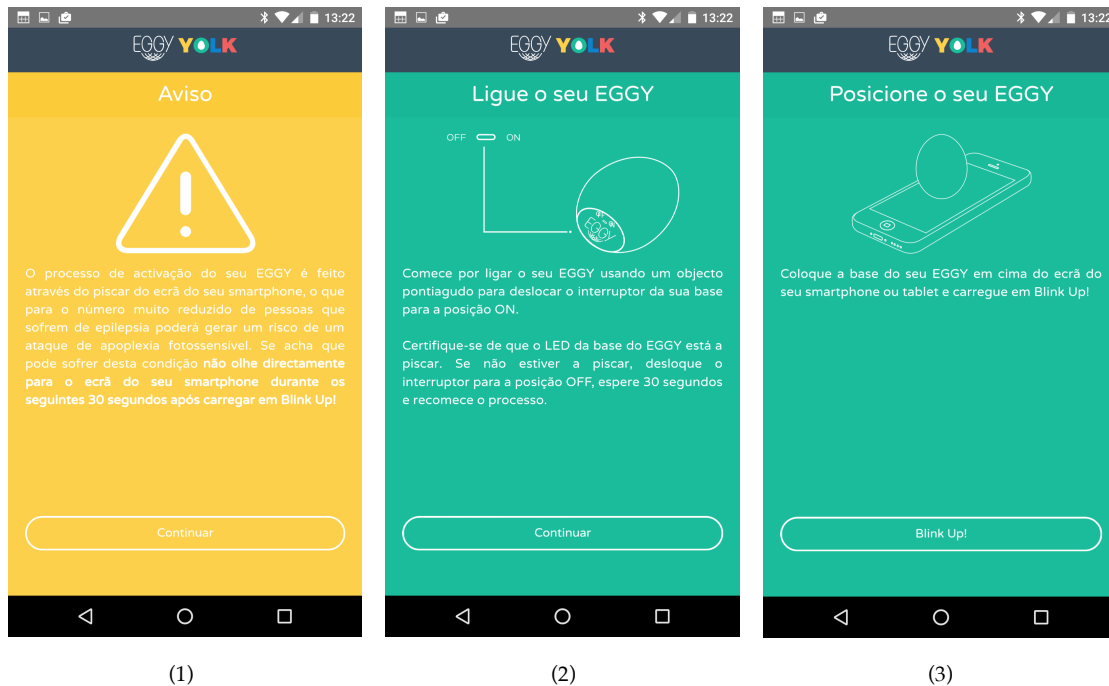 13:22
EGGY YOLK
Aviso
O processo de activação do seu EGGY é feito
através do piscar do ecrã do seu smartphone, o que
para o número muito reduzido de pessoas que
sofrem de epilepsia poderá gerar um risco de um
ataque de apoplexia fotossensível. Se acha que
pode sofrer desta condição não olhe directamente
para o ecrã do seu smartphone durante os
seguintes 30 segundos após carregar em Blink Up!
Continuar
(1)
13:22
EGGY YOLK
Ligue o seu EGGY
OFF ON
EGGY
Comece por ligar o seu EGGY usando um objecto
pontiagudo para deslocar o interruptor da sua base
para a posição ON.
Certifique-se de que o LED da base do EGGY está a
piscar. Se não estiver a piscar, desloque o
interruptor para a posição OFF, espere 30 segundos
e recomece o processo.
Continuar
(2)
13:22
EGGY YOLK
Posicione o seu EGGY
Coloque a base do seu EGGY em cima do ecrã do
seu smartphone ou tablet e carregue em Blink Up!
Blink Up!
(3)